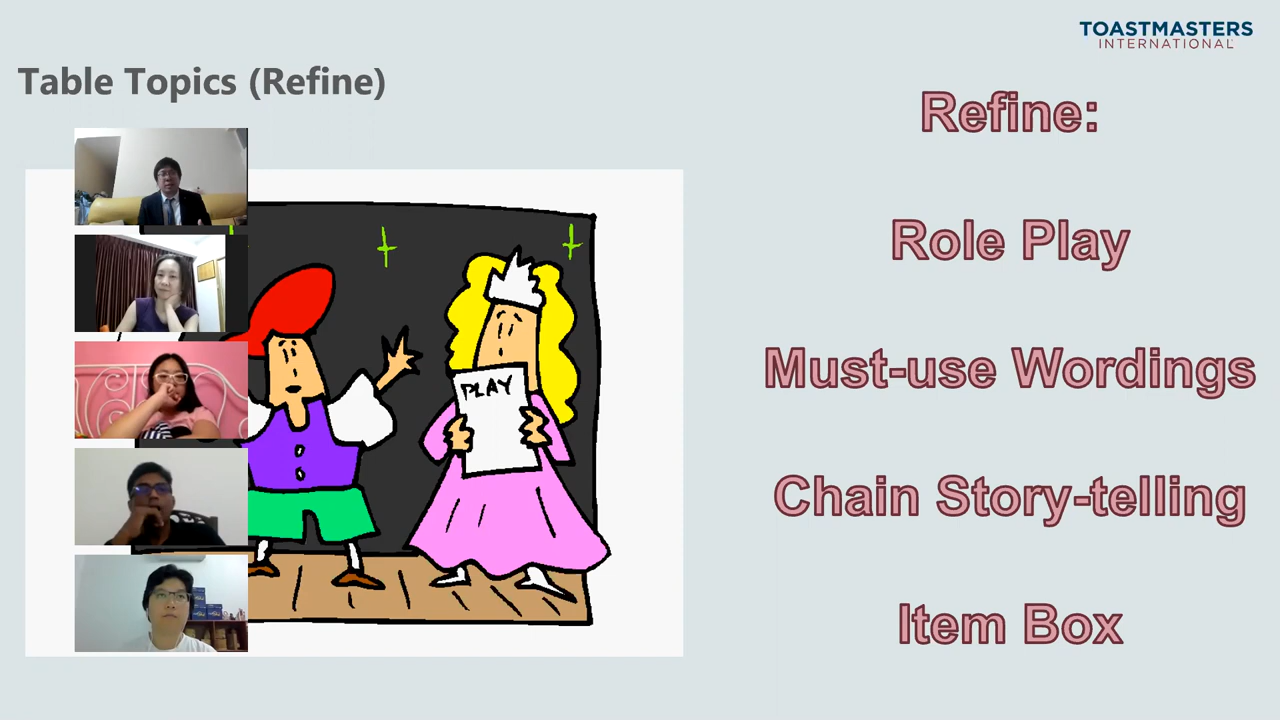 TOASTMASTERS
INTERNATIONAL
Table Topics (Refine)
PLAY
Refine:
Role Play
Must-use Wordings
Chain Story-telling
Item Box